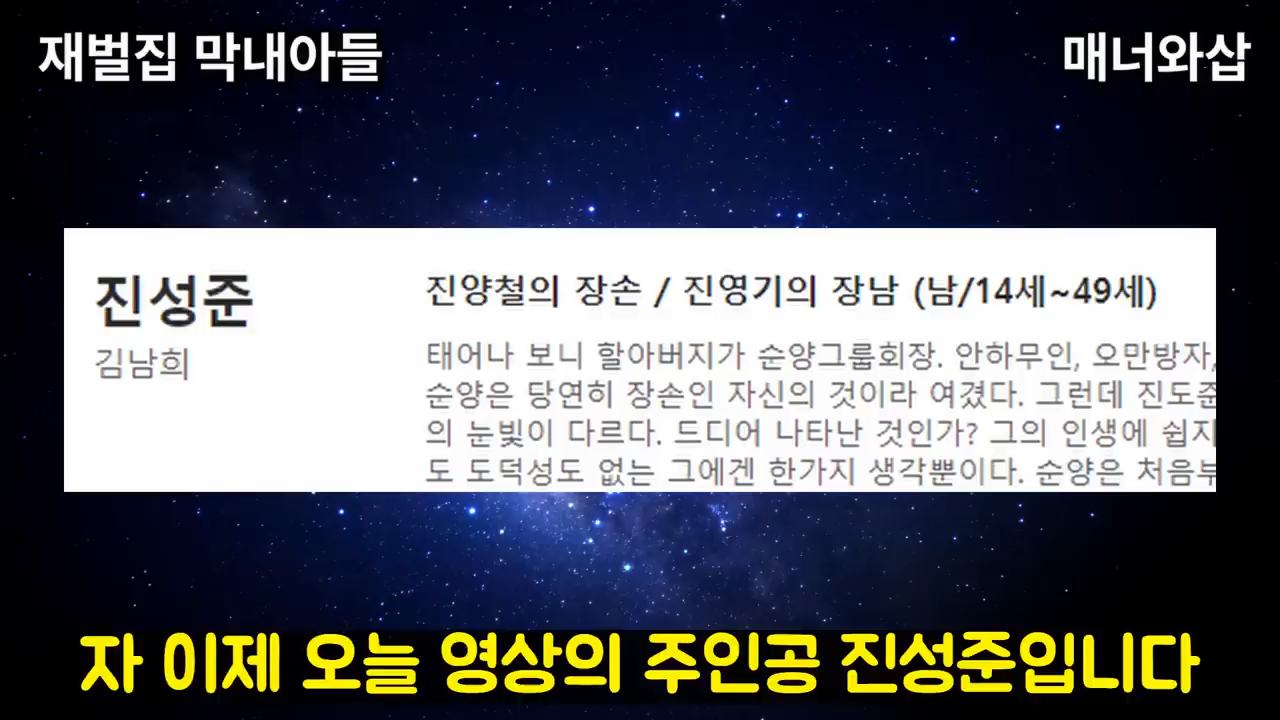 재벌집 막내아들
매너와삽
진성준
김남희
진양철의 장손 / 진영기의 장남 (남/14세~49세)
태어나 보니 할아버지가 순양그룹회장. 안하무인, 오만방자,
순양은 당연히 장손인 자신의 것이라 여겼다. 그런데 진도준
의 눈빛이 다르다. 드디어 나타난 것인가? 그의 인생에 쉽지
도 도덕성도 없는 그에겐 한가지 생각뿐이다. 순양은 처음부
자 이제 오늘 영상의 주인공 진성준입니다